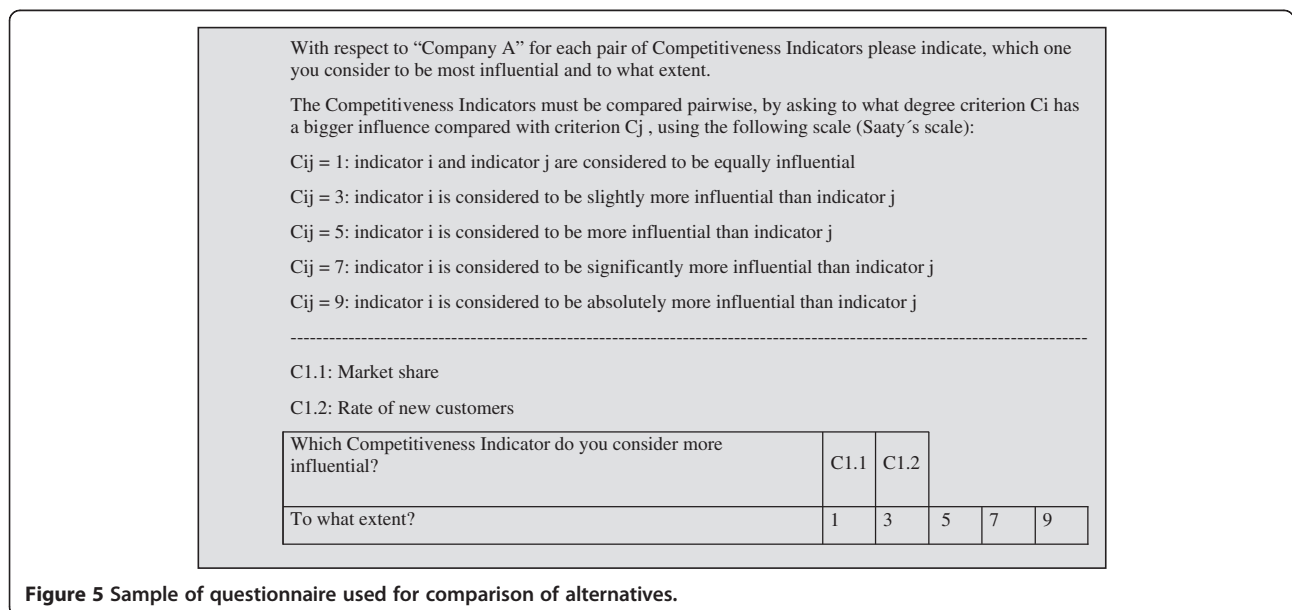 With respect to “Company A” for each pair of Competitiveness Indicators please indicate, which one
you consider to be most influential and to what extent.
The Competitiveness Indicators must be compared pairwise, by asking to what degree criterion Ci has
a bigger influence compared with criterion Cj , using the following scale (Saaty´s scale):
Cij = 1: indicator i and indicator j are considered to be equally influential
Cij = 3: indicator i is considered to be slightly more influential than indicator j
Cij = 5: indicator i is considered to be more influential than indicator j
Cij = 7: indicator i is considered to be significantly more influential than indicator j
Cij = 9: indicator i is considered to be absolutely more influential than indicator j
C1.1: Market share
C1.2: Rate of new customers
Which Competitiveness Indicator do you consider more
influential? C1.1 C1.2
To what extent? 1 3 5 7 9
Figure 5 Sample of questionnaire used for comparison of alternatives.